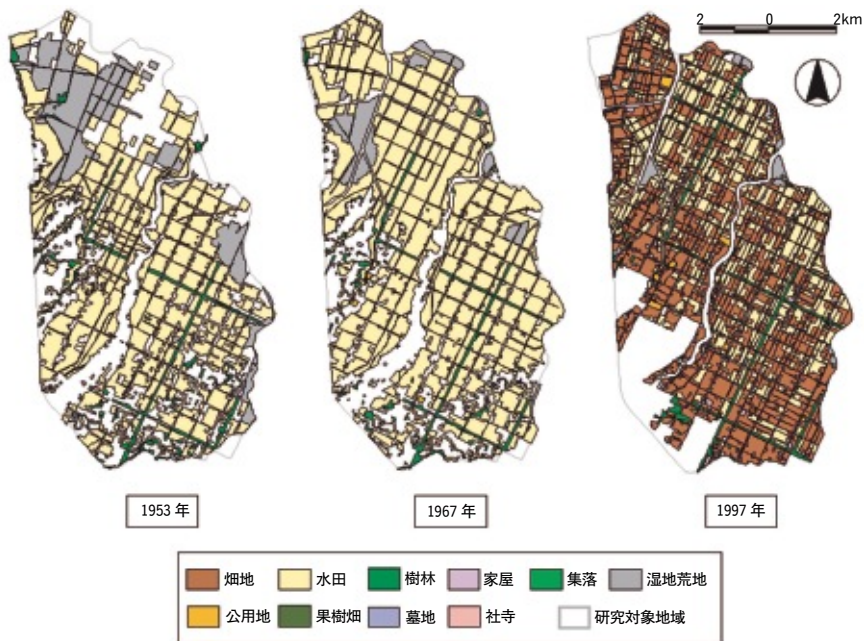 2 0 2km
1953 年 1967 年 1997 年
畑地 水田 樹林 家屋 集落 湿地荒地
公用地 果樹畑 墓地 社寺 研究対象地域